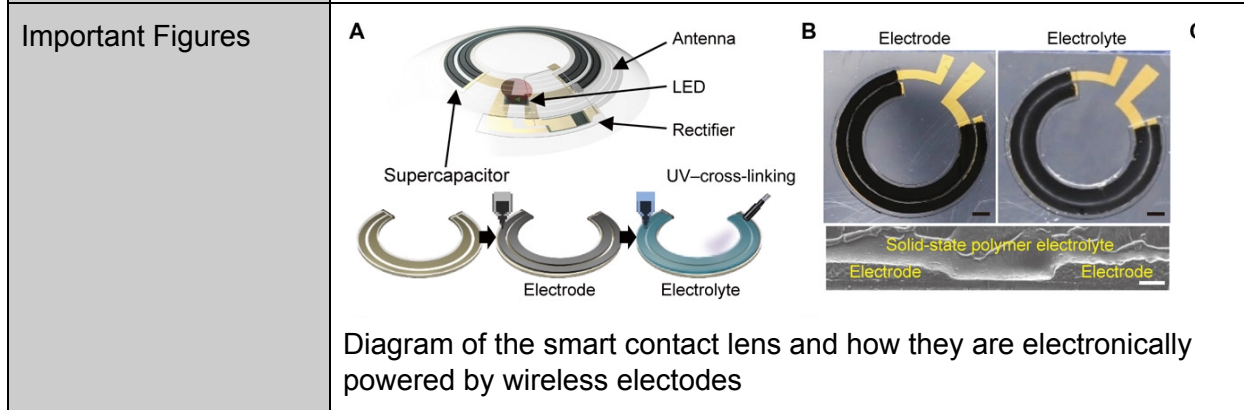 Important Figures
A
Antenna
LED
Rectifier
Supercapacitor
UV–cross-linking
Electrode
Electrolyte
B
Electrode
Electrolyte
Solid-state polymer electrolyte
Electrode
Electrode
Diagram of the smart contact lens and how they are electronically
powered by wireless electodes